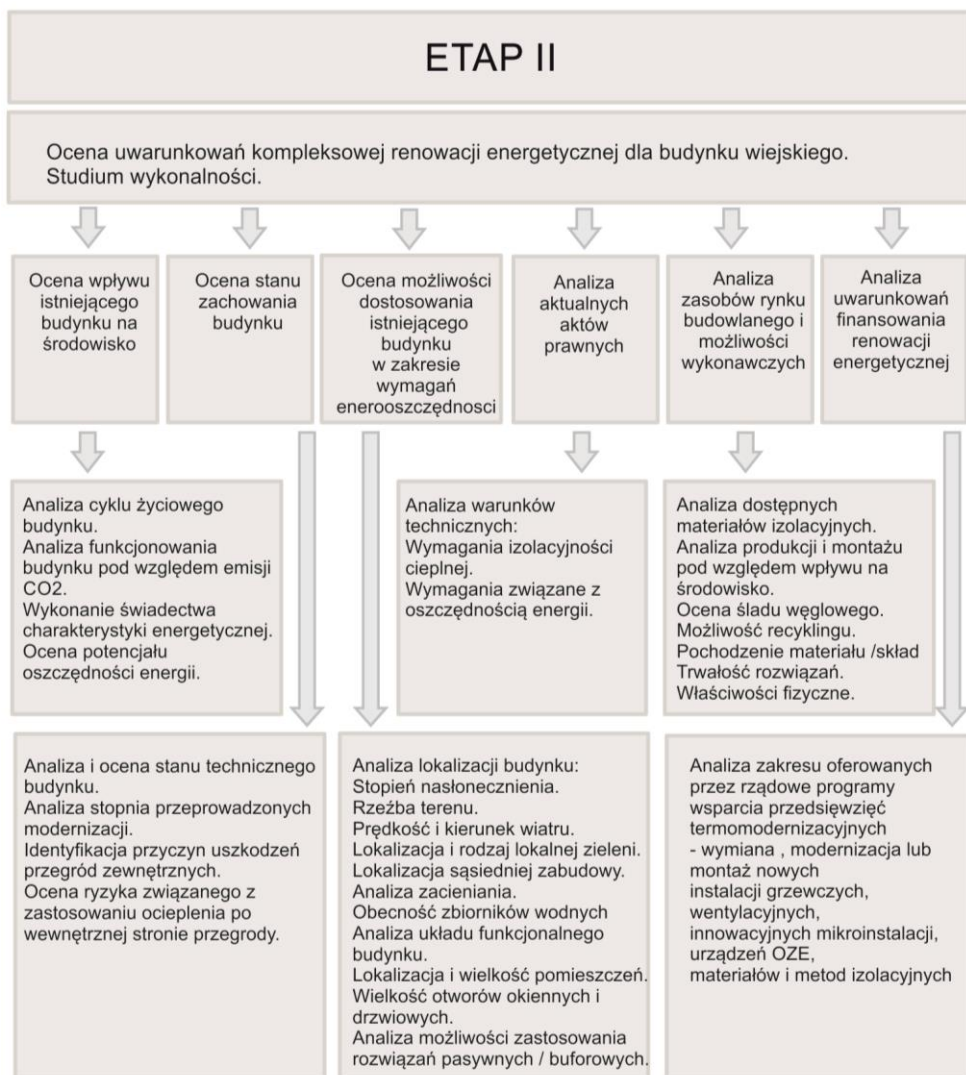 ETAP II
Ocena uwarunkowań kompleksowej renowacji energetycznej dla budynku wiejskiego.
Studium wykonalności.
Ocena wpływu
istniejącego
budynku na
środowisko
Ocena stanu
zachowania
budynku
Ocena możliwości
dostosowania
istniejącego
budynku
w zakresie
wymagań
enerooszczędnosci
Analiza
aktualnych
aktów
prawnych
Analiza
zasobów rynku
budowlanego i
możliwości
wykonawczych
Analiza
uwarunkowań
finansowania
renowacji
energetycznej
Analiza cyklu życiowego
budynku.
Analiza funkcjonowania
budynku pod względem emisji
CO2.
Wykonanie świadectwa
charakterystyki energetycznej.
Ocena potencjału
oszczędności energii.
Analiza warunków
technicznych:
Wymagania izolacyjności
cieplnej.
Wymagania związane z
oszczędnością energii.
Analiza dostępnych
materiałów izolacyjnych.
Analiza produkcji i montażu
pod względem wpływu na
środowisko.
Ocena śladu węglowego.
Możliwość recyklingu.
Pochodzenie materiału /skład
Trwałość rozwiązań.
Właściwości fizyczne.
Analiza i ocena stanu technicznego
budynku.
Analiza stopnia przeprowadzonych
modernizacji.
Identyfikacja przyczyn uszkodzeń
przegród zewnętrznych.
Ocena ryzyka związanego z
zastosowaniu ocieplenia po
wewnętrznej stronie przegrody.
Analiza lokalizacji budynku:
Stopień nasłonecznienia.
Rzeźba terenu.
Prędkość i kierunek wiatru.
Lokalizacja i rodzaj lokalnej zieleni.
Lokalizacja sąsiedniej zabudowy.
Analiza zacieniania.
Obecność zbiorników wodnych
Analiza układu funkcjonalnego
budynku.
Lokalizacja i wielkość pomieszczeń.
Wielkość otworów okiennych i
drzwiowych.
Analiza możliwości zastosowania
rozwiązań pasywnych / buforowych.
Analiza zakresu oferowanych
przez rządowe programy
wsparcia przedsięwzięć
termomodernizacyjnych
- wymiana , modernizacja lub
montaż nowych
instalacji grzewczych,
wentylacyjnych,
innowacyjnych mikroinstalacji,
urządzeń OZE,
materiałów i metod izolacyjnych